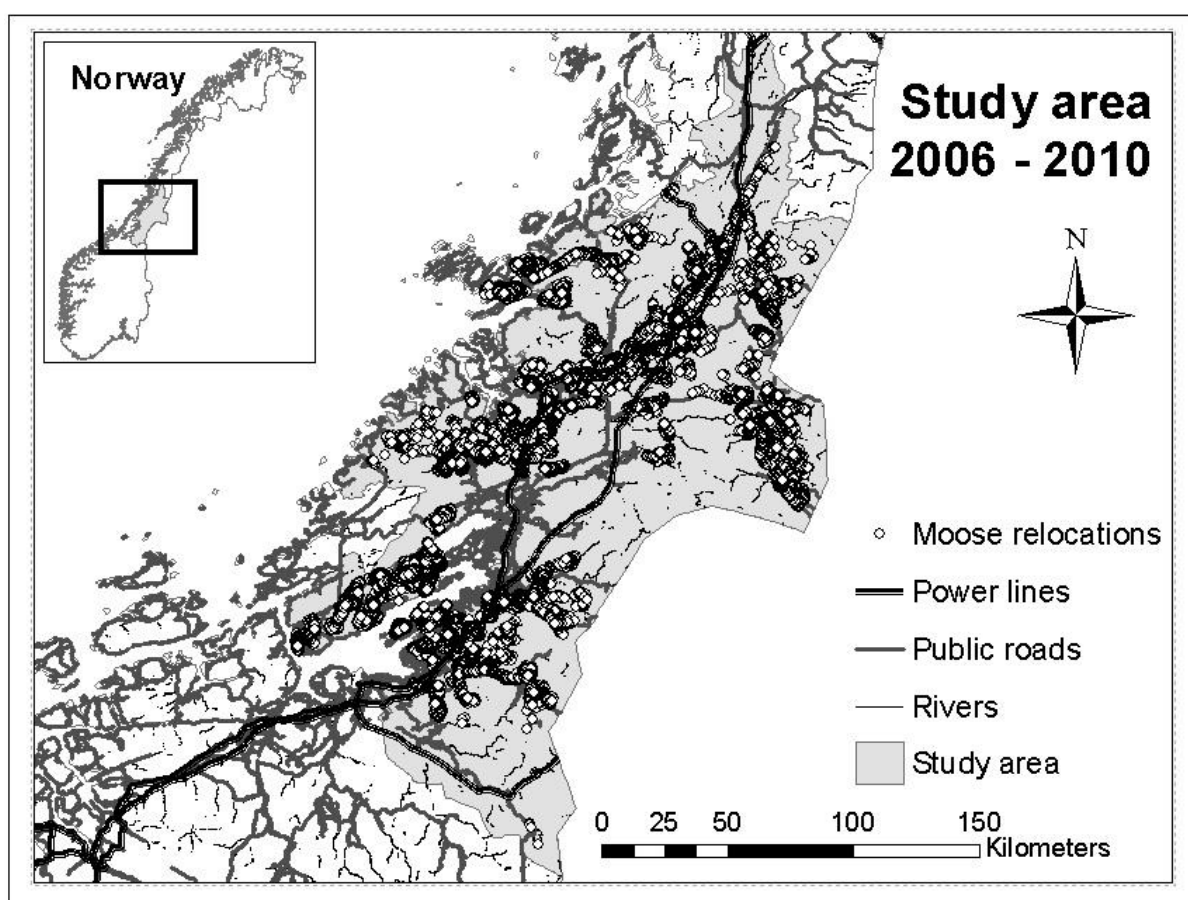 Norway
Study area
2006 - 2010
N
Moose relocations
Power lines
Public roads
Rivers
Study area
0 25 50 100 150
Kilometers